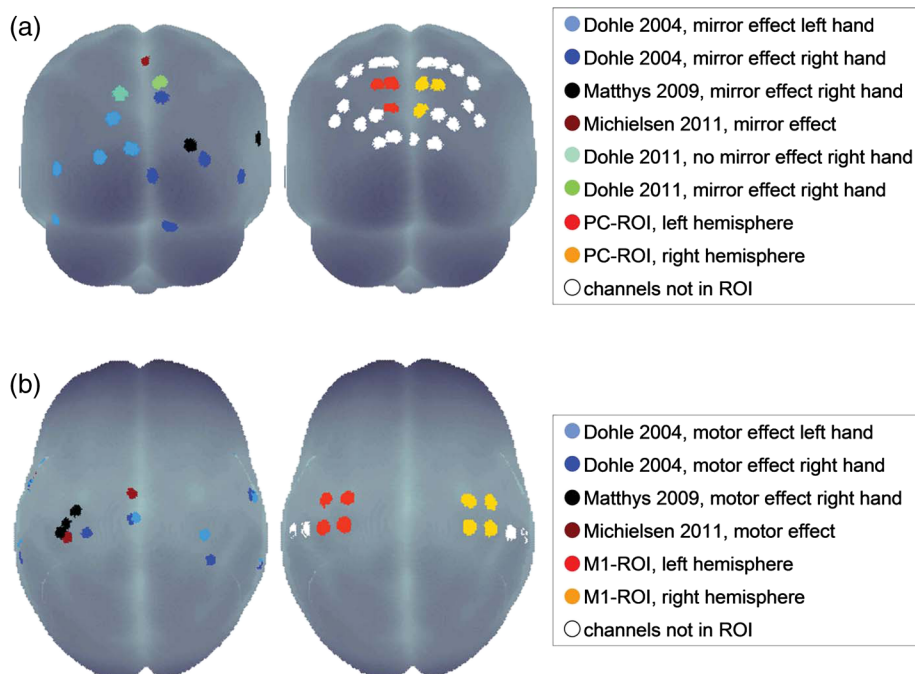 (a)
Dohle 2004, mirror effect left hand
Dohle 2004, mirror effect right hand
Matthys 2009, mirror effect right hand
Michielsen 2011, mirror effect
Dohle 2011, no mirror effect right hand
Dohle 2011, mirror effect right hand
PC-ROI, left hemisphere
PC-ROI, right hemisphere
channels not in ROI
(b)
Dohle 2004, motor effect left hand
Dohle 2004, motor effect right hand
Matthys 2009, motor effect right hand
Michielsen 2011, motor effect
M1-ROI, left hemisphere
M1-ROI, right hemisphere
channels not in ROI